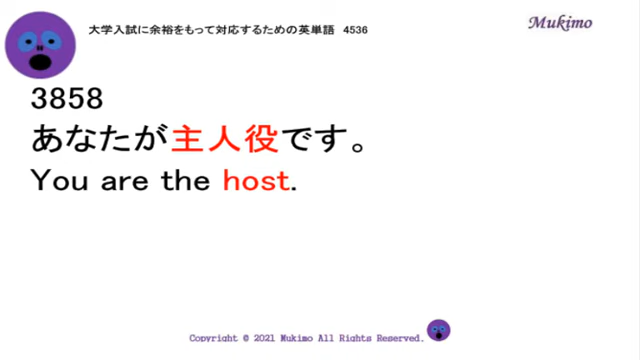 大学入試に余裕をもって対応するための英単語 4536
Mukimo
3858
あなたが主人役です。
You are the host.
Copyright © 2021 Mukimo All Rights Reserved.